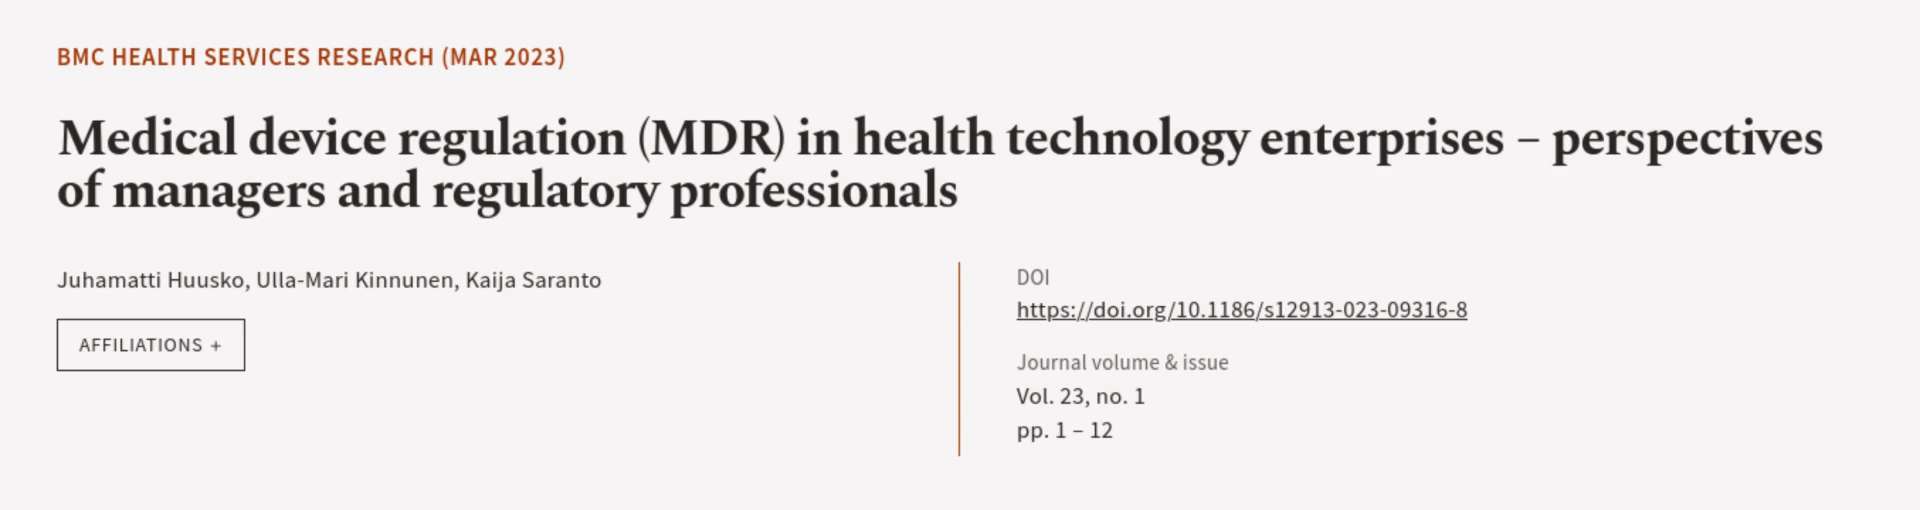 BMC HEALTH SERVICES RESEARCH (MAR 2023)
Medical device regulation (MDR) in health technology enterprises – perspectives
of managers and regulatory professionals
Juhamatti Huusko, Ulla-Mari Kinnunen, Kaija Saranto
AFFILIATIONS +
DOI
https://doi.org/10.1186/s12913-023-09316-8
Journal volume & issue
Vol. 23, no. 1
pp. 1 – 12